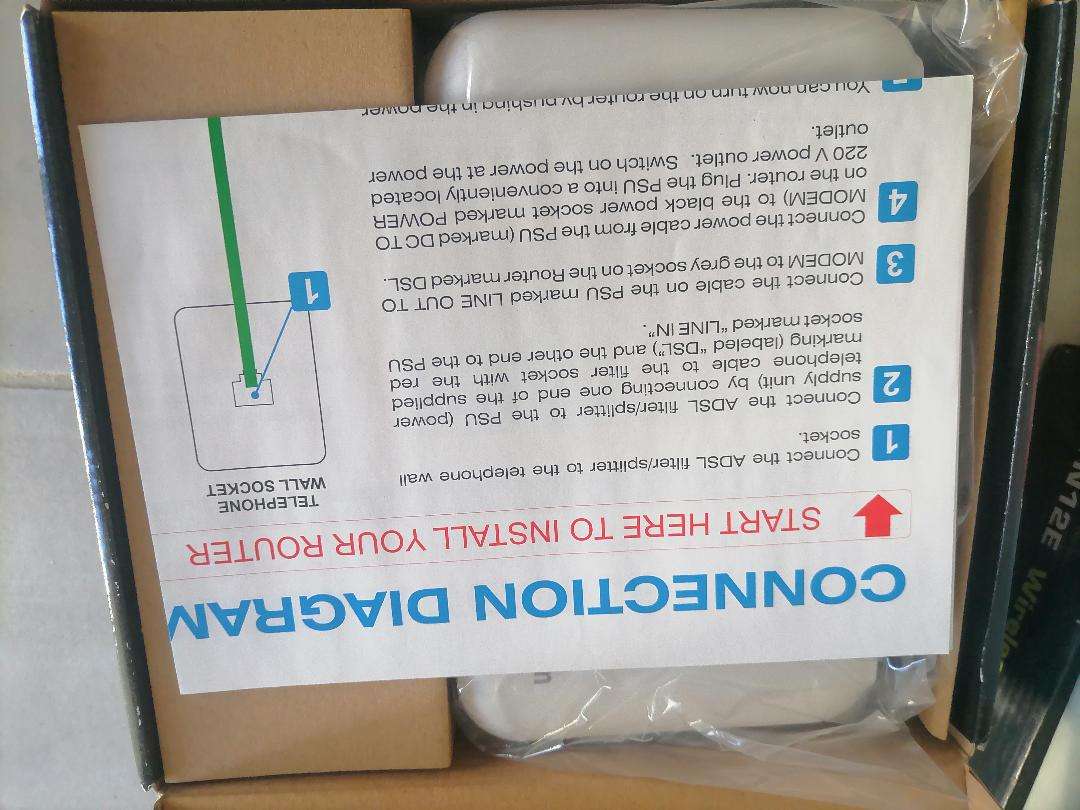 CONNECTION DIAGRAM
START HERE TO INSTALL YOUR ROUTER
1
Connect the ADSL filter/splitter to the telephone wall
socket.
2
Connect the ADSL filter/splitter to the PSU (power
supply unit) by connecting one end of the supplied
telephone cable to the filter socket with the red
marking (labeled "DSL") and the other end to the PSU
socket marked "LINE IN".
3
Connect the cable on the PSU marked LINE OUT TO
MODEM to the grey socket on the Router marked DSL.
4
Connect the power cable from the PSU (marked DC TO
MODEM) to the black power socket marked POWER
on the router. Plug the PSU into a conveniently located
220 V power outlet. Switch on the power at the power
outlet.
You can now turn on the router by pushing in the power
TELEPHONE
WALL SOCKET
1
N12E Wirele